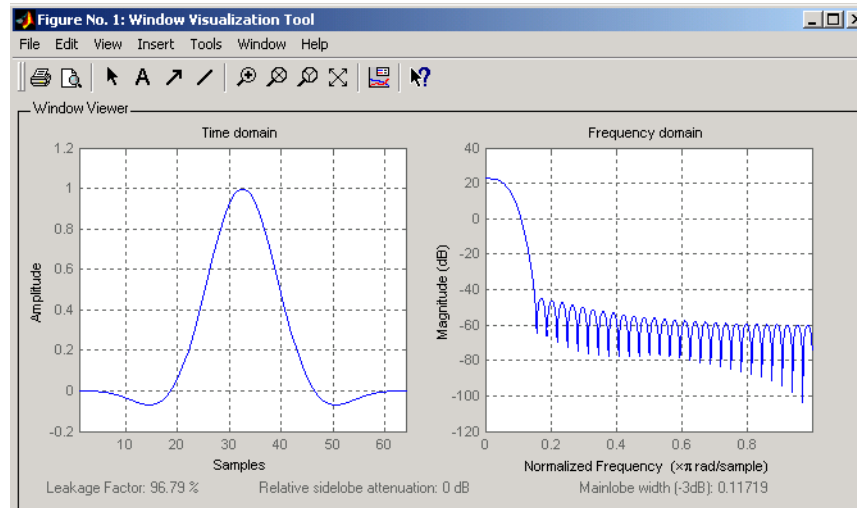 Figure No. 1: Window Visualization Tool
File Edit View Insert Tools Window Help
A
?
Window Viewer
Time domain
1.2
1
0.8
0.6
0.4
0.2
0
-0.2
Amplitude
10 20 30 40 50 60
Samples
Frequency domain
40
20
0
-20
-40
-60
-80
-100
-120
Magnitude (dB)
0 0.2 0.4 0.6 0.8
Normalized Frequency (×π rad/sample)
Leakage Factor: 96.79 % Relative sidelobe attenuation: 0 dB Mainlobe width (-3dB): 0.11719